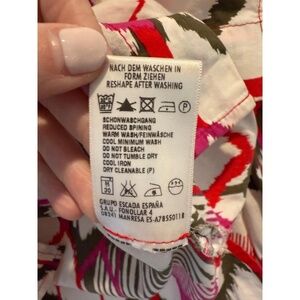 NACH DEM WASCHEN IN
FORM ZIEHEN
RESHAPE AFTER WASHING
SCHONWASCHGANG
REDUCED SPINING
WARM WASH/FEINWÄSCHE
COOL MINIMUM WASH
DO NOT BLEACH
DO NOT TUMBLE DRY
COOL IRON
DRY CLEANABLE (P)
H
30
P
GRUPO ESCADA ESPAÑA
S.A.U.- FONOLLAR 4
08241 MANRESA ES-A78550118